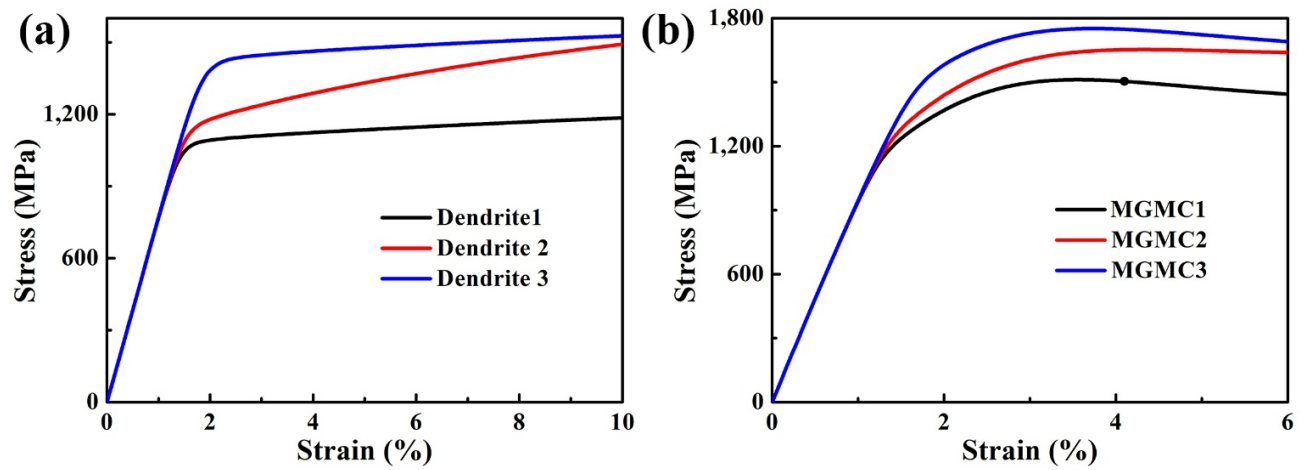 (a)
1,200
600
0
Stress (MPa)
Dendrite1
Dendrite 2
Dendrite 3
0 2 4 6 8 10
Strain (%)
(b)
1,800
1,200
600
0
Stress (MPa)
MGMC1
MGMC2
MGMC3
0 2 4 6
Strain (%)